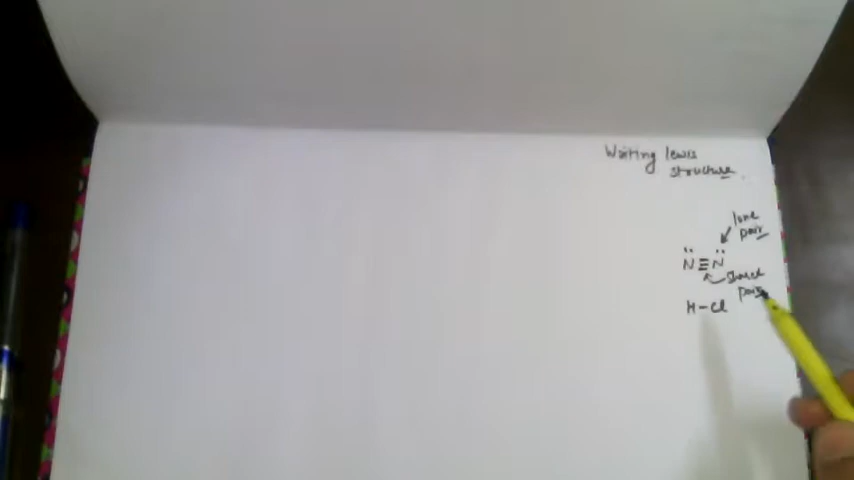 Writing lewis
structure.
lone
pair
N̈≡N̈
shared
pair
H-Cl